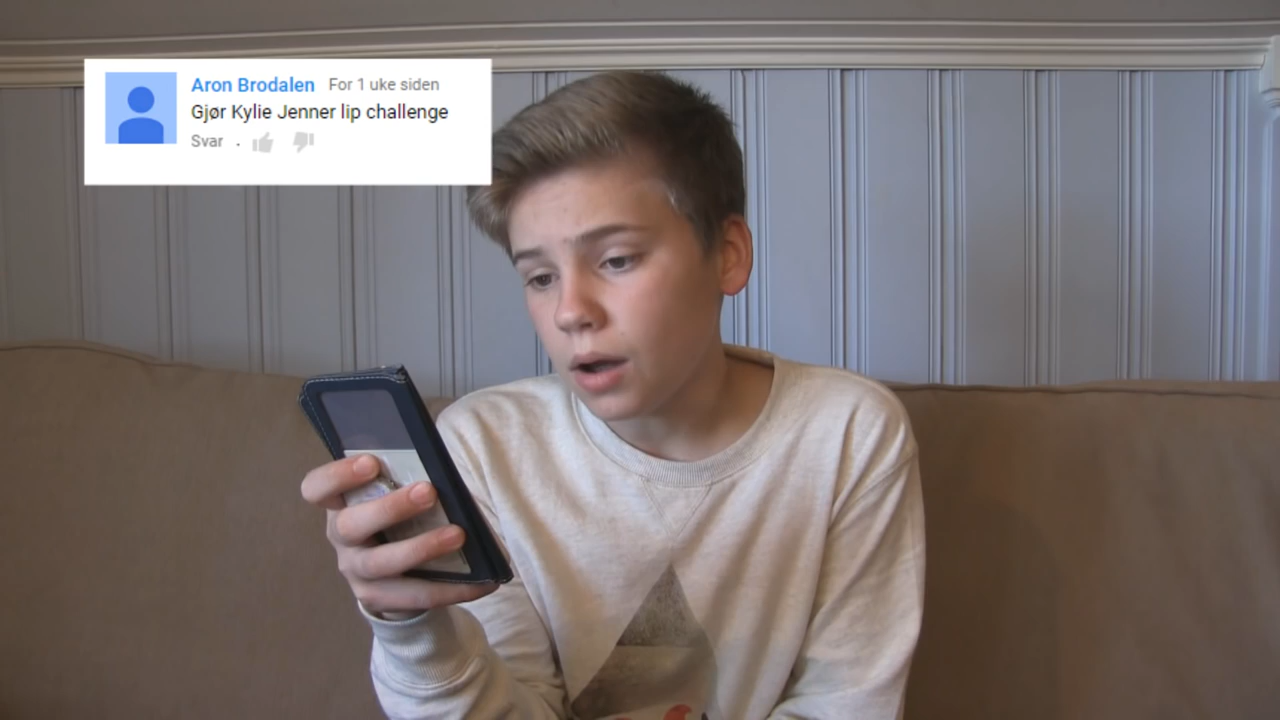 Aron Brodalen For 1 uke siden
Gjør Kylie Jenner lip challenge
Svar .